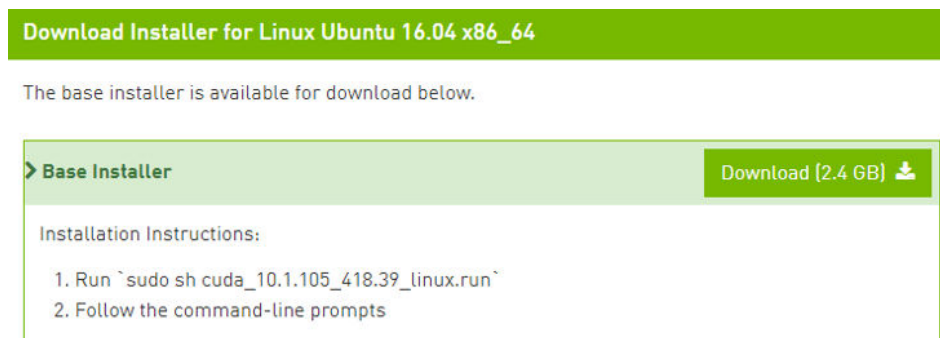 Download Installer for Linux Ubuntu 16.04 x86_64
The base installer is available for download below.
Base Installer
Download (2.4 GB)
Installation Instructions:
1. Run `sudo sh cuda_10.1.105_418.39_linux.run`
2. Follow the command-line prompts